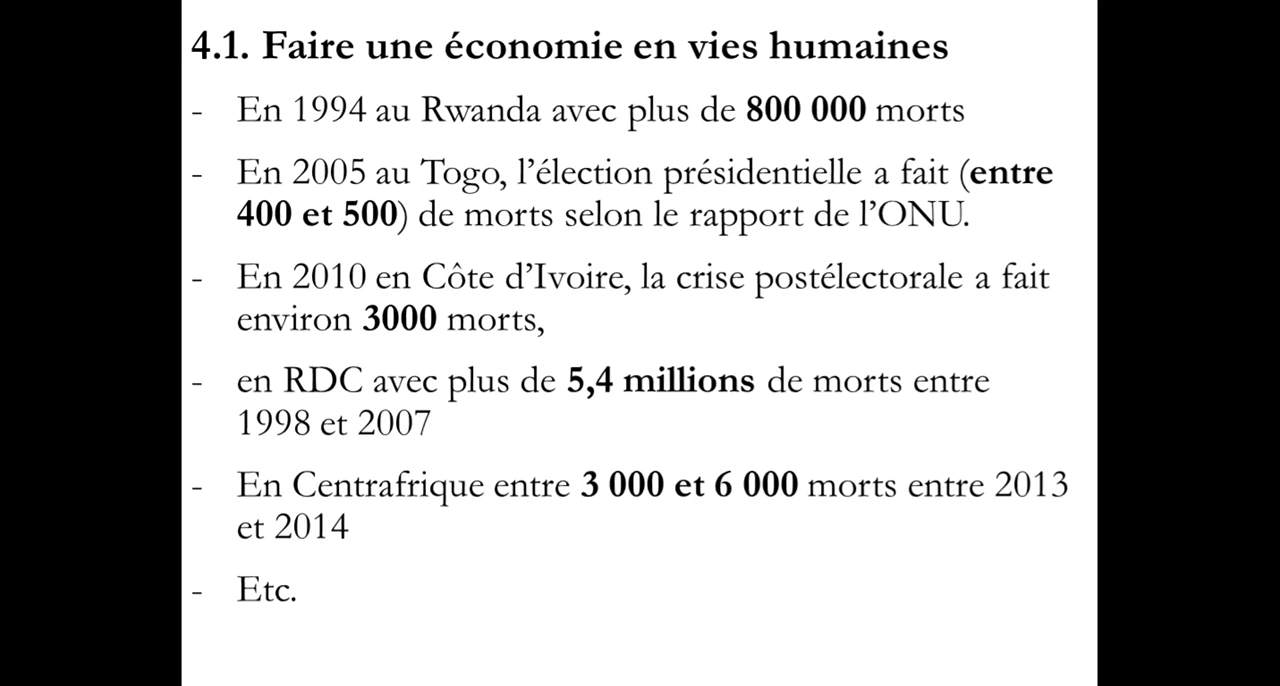 4.1. Faire une économie en vies humaines
- En 1994 au Rwanda avec plus de 800 000 morts
- En 2005 au Togo, l’élection présidentielle a fait (entre
400 et 500) de morts selon le rapport de l’ONU.
- En 2010 en Côte d’Ivoire, la crise postélectorale a fait
environ 3000 morts,
- en RDC avec plus de 5,4 millions de morts entre
1998 et 2007
- En Centrafrique entre 3 000 et 6 000 morts entre 2013
et 2014
- Etc.